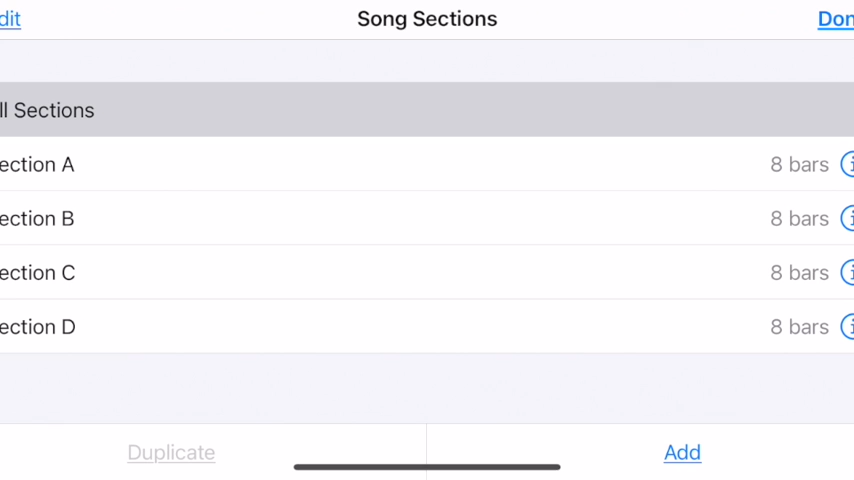 dit Song Sections Don
ll Sections
ection A 8 bars
ection B 8 bars
ection C 8 bars
ection D 8 bars
Duplicate Add